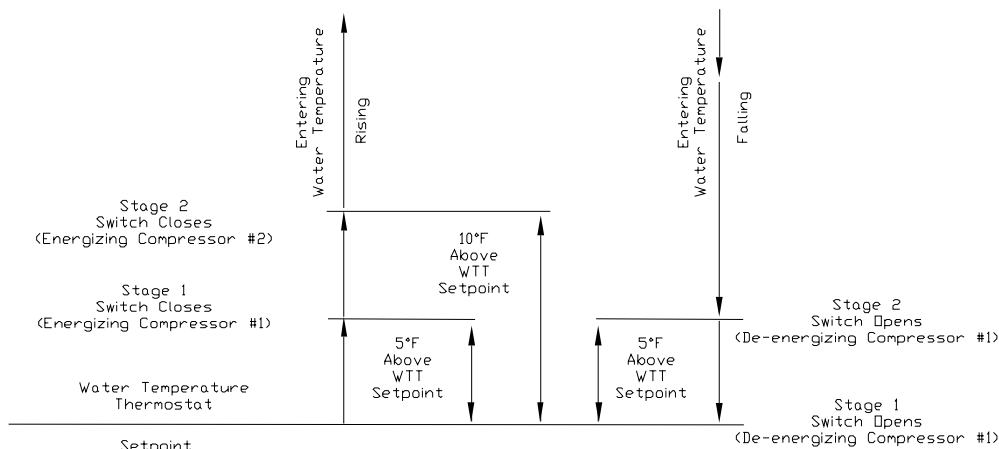 Entering
Water Temperature
Rising
Entering
Water Temperature
Falling
Stage 2
Switch Closes
(Energizing Compressor #2)
10°F
Above
WTT
Setpoint
Stage 1
Switch Closes
(Energizing Compressor #1)
Stage 2
Switch Opens
(De-energizing Compressor #1)
5°F
Above
WTT
Setpoint
5°F
Above
WTT
Setpoint
Water Temperature
Thermostat
Setpoint
Stage 1
Switch Opens
(De-energizing Compressor #1)